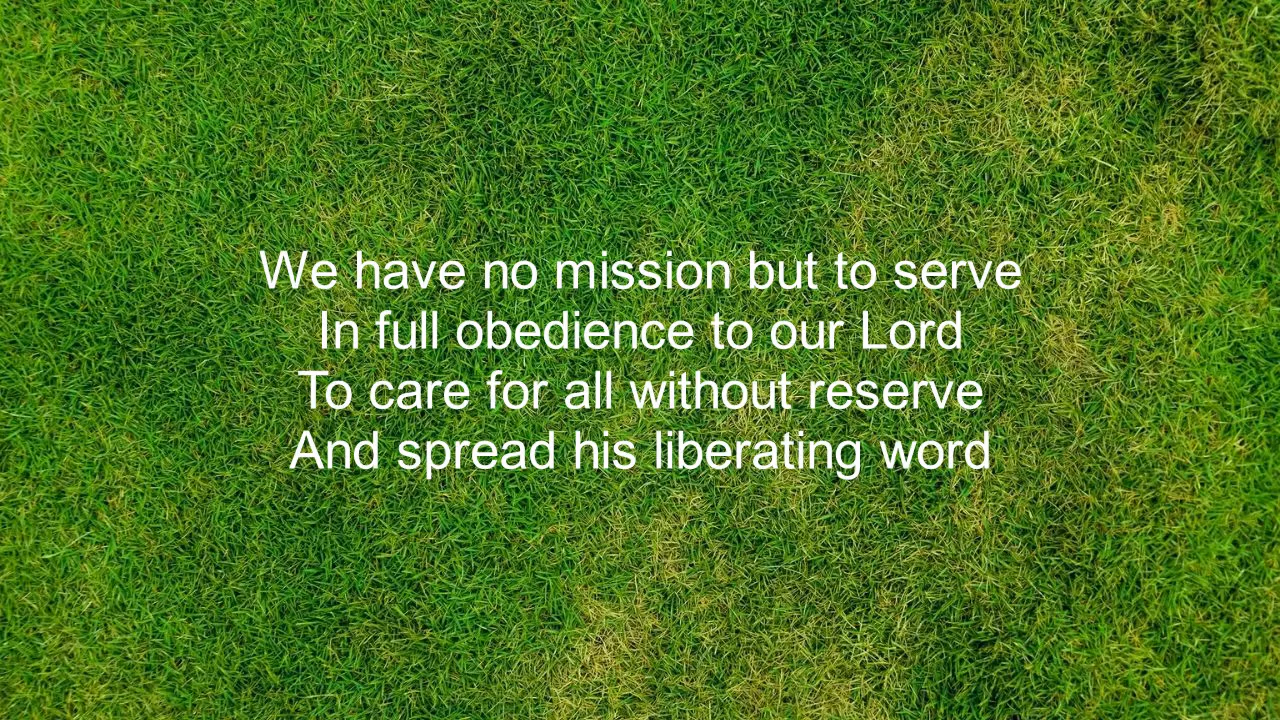 We have no mission but to serve
In full obedience to our Lord
To care for all without reserve
And spread his liberating word